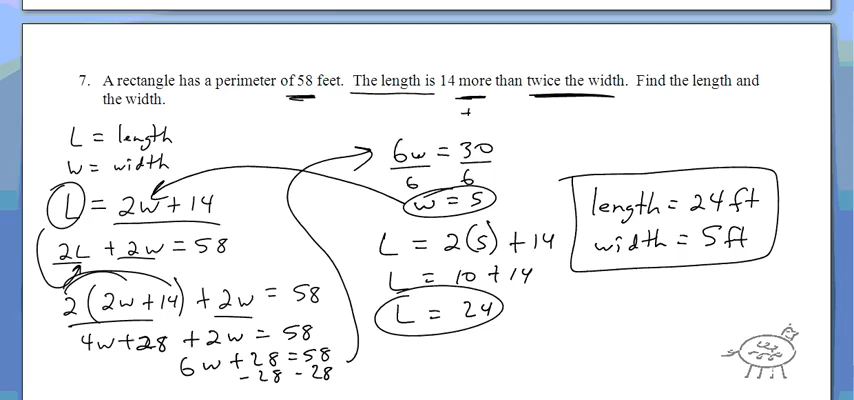 7. A rectangle has a perimeter of 58 feet. The length is 14 more than twice the width. Find the length and
the width.
+
L = length
W = width
L = 2W + 14
2L + 2W = 58
2(2W + 14) + 2W = 58
4W + 28 + 2W = 58
6W + 28 = 58
- 28 - 28
6W = 30
6 6
W = 5
L = 2(5) + 14
L = 10 + 14
L = 24
length = 24 ft
width = 5 ft